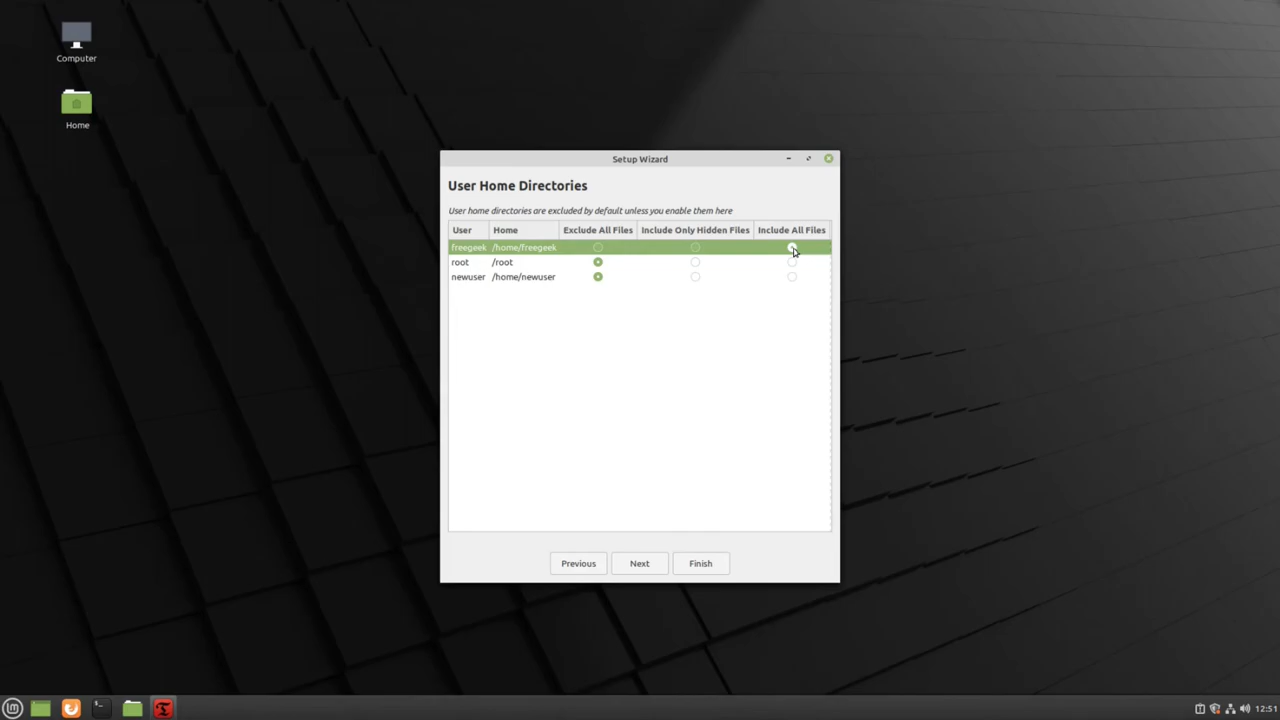 Computer
Home
Setup Wizard
User Home Directories
User home directories are excluded by default unless you enable them here
User Home Exclude All Files Include Only Hidden Files Include All Files
freegeek /home/freegeek
root /root
newuser /home/newuser
Previous Next Finish
12:51